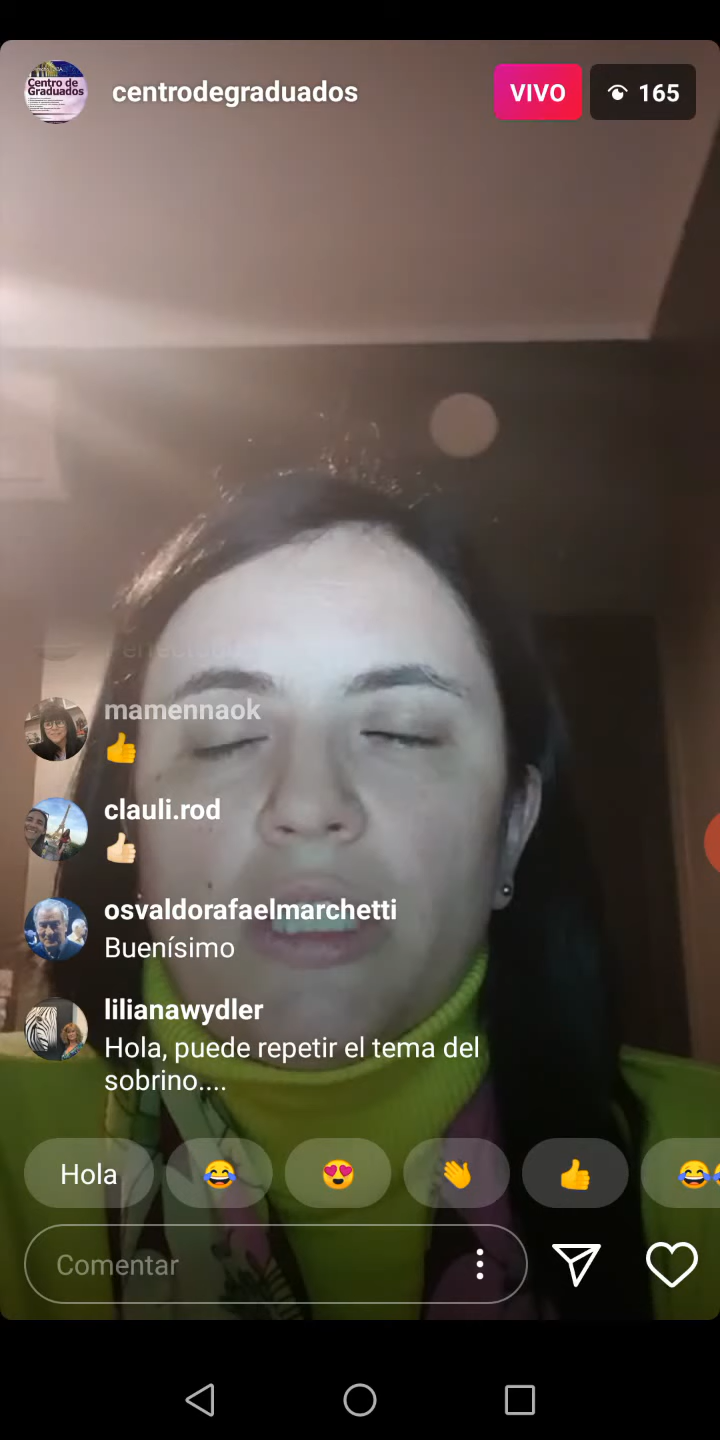 Centro de
Graduados
centrodegraduados
VIVO
165
mamennaok
👍
clauli.rod
👍🏻
osvaldorafaelmarchetti
Buenísimo
lilianawydler
Hola, puede repetir el tema del
sobrino....
Hola 😂 😍 👏 👍 😂
Comentar